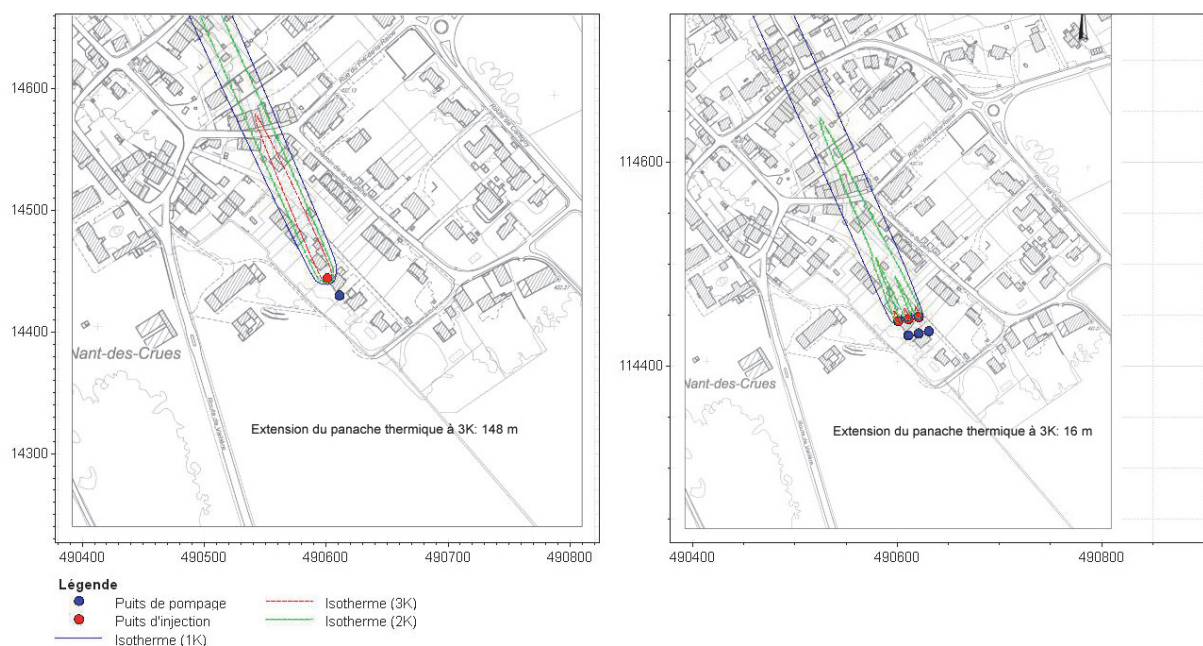 14600
14500
14400
14300
490400
490500
490600
490700
490800
Nant-des-Crues
Extension du panache thermique à 3K: 148 m
114600
114400
490400
490600
490800
Nant-des-Crues
Extension du panache thermique à 3K: 16 m
Légende
Puits de pompage
Isotherme (3K)
Puits d'injection
Isotherme (2K)
Isotherme (1K)